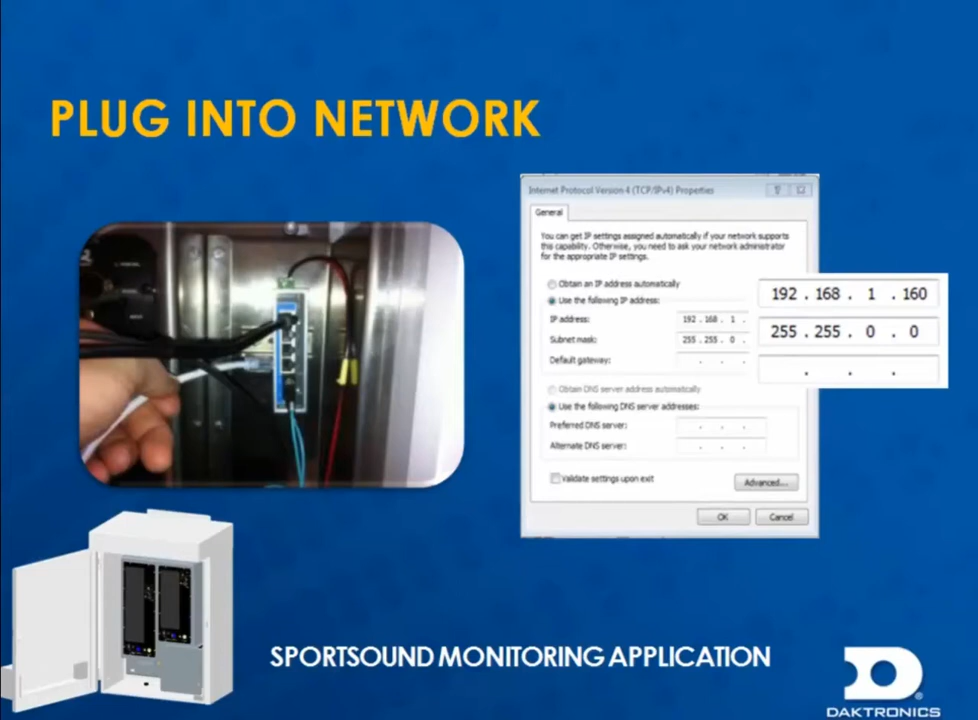 PLUG INTO NETWORK
Internet Protocol Version 4 (TCP/IPv4) Properties
General
You can get IP settings assigned automatically if your network supports
this capability. Otherwise, you need to ask your network administrator
for the appropriate IP settings.
Obtain an IP address automatically
Use the following IP address:
IP address: 192 . 168 . 1 .
Subnet mask: 255 . 255 . 0 .
Default gateway: . . .
192 . 168 . 1 . 160
255 . 255 . 0 . 0
. . .
Obtain DNS server address automatically
Use the following DNS server addresses:
Preferred DNS server: . . .
Alternate DNS server: . . .
Validate settings upon exit
Advanced...
OK Cancel
SPORTSOUND MONITORING APPLICATION
DAKTRONICS